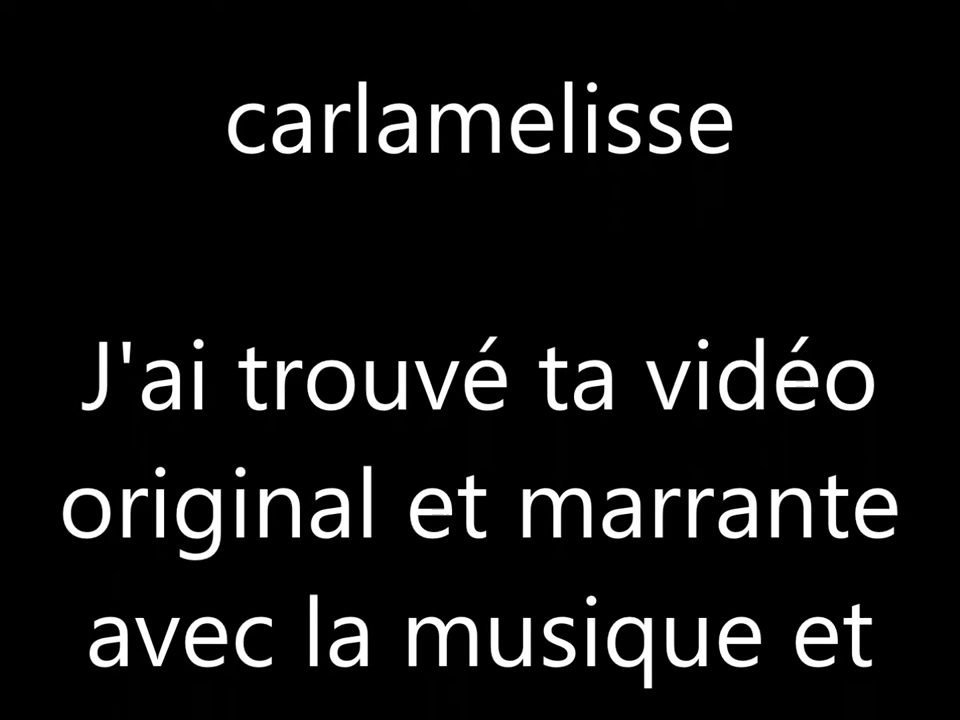 carlamelisse
J'ai trouvé ta vidéo
original et marrante
avec la musique et